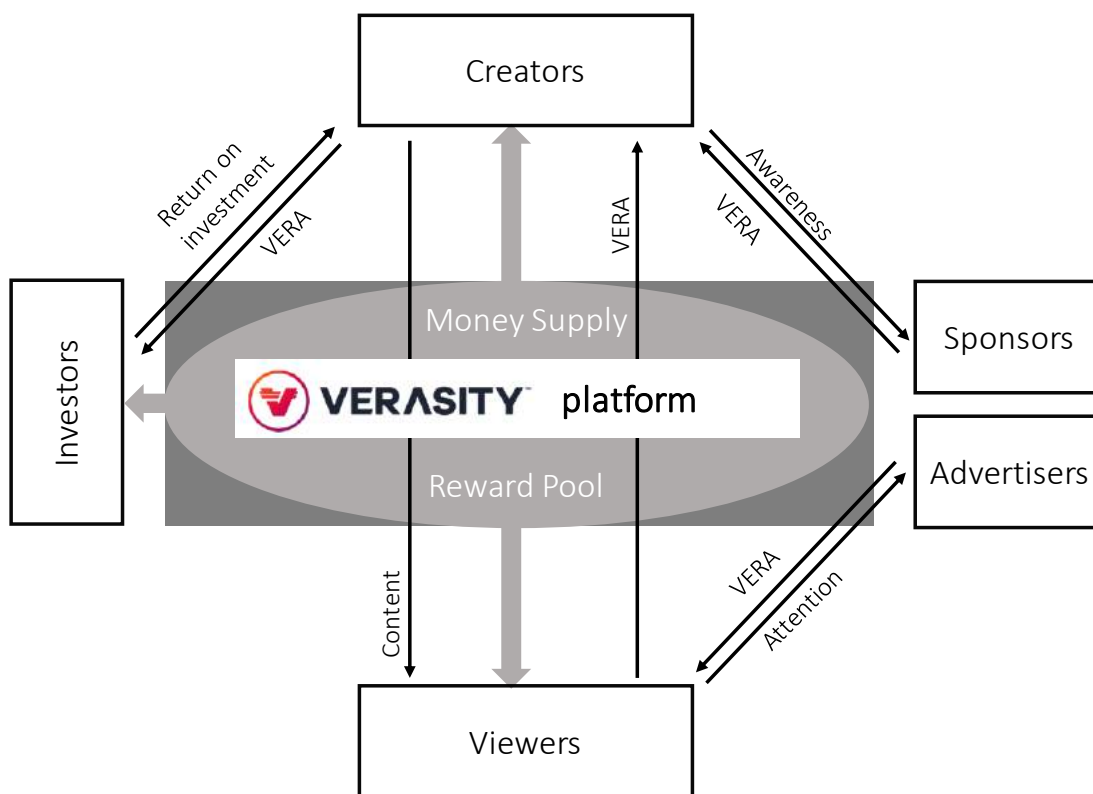 Creators
Return on
investment
VERA
VERA
Awareness
VERA
Investors
Money Supply
VERASITY™ platform
Reward Pool
Sponsors
Advertisers
Content
VERA
Attention
Viewers